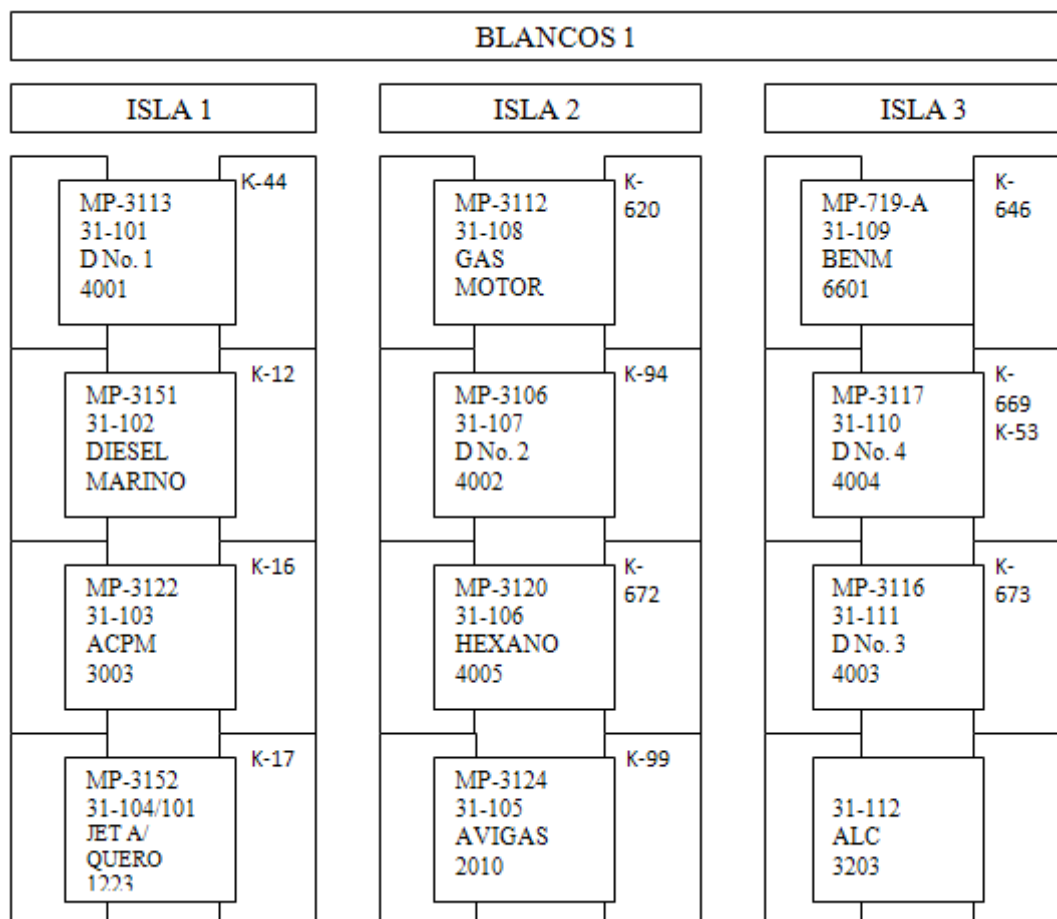 BLANCOS 1
ISLA 1
MP-3113
31-101
D No. 1
4001
K-44
MP-3151
31-102
DIESEL
MARINO
K-12
MP-3122
31-103
ACPM
3003
K-16
MP-3152
31-104/101
JET A/
QUERO
1223
K-17
ISLA 2
MP-3112
31-108
GAS
MOTOR
K-
620
MP-3106
31-107
D No. 2
4002
K-94
MP-3120
31-106
HEXANO
4005
K-
672
MP-3124
31-105
AVIGAS
2010
K-99
ISLA 3
MP-719-A
31-109
BENM
6601
K-
646
MP-3117
31-110
D No. 4
4004
K-
669
K-53
MP-3116
31-111
D No. 3
4003
K-
673
31-112
ALC
3203